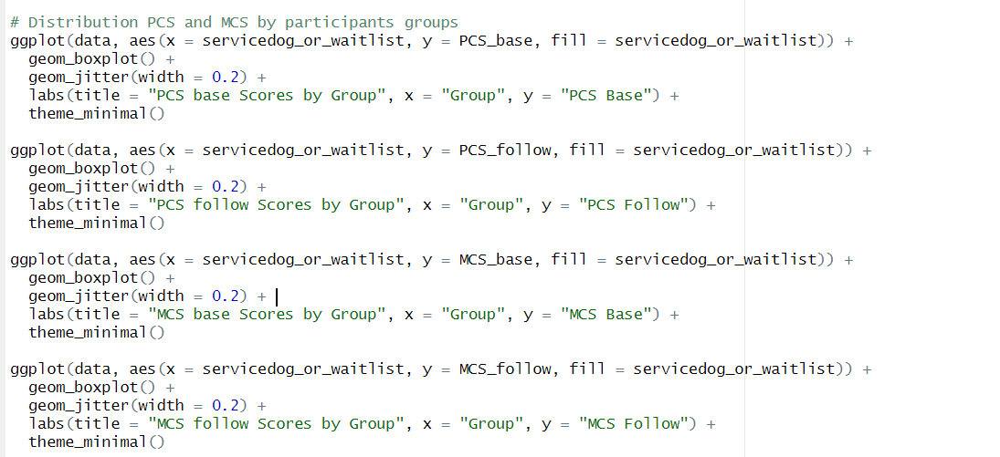 # Distribution PCS and MCS by participants groups
ggplot(data, aes(x = servicedog_or_waitlist, y = PCS_base, fill = servicedog_or_waitlist)) +
  geom_boxplot() +
  geom_jitter(width = 0.2) +
  labs(title = "PCS base Scores by Group", x = "Group", y = "PCS Base") +
  theme_minimal()

ggplot(data, aes(x = servicedog_or_waitlist, y = PCS_follow, fill = servicedog_or_waitlist)) +
  geom_boxplot() +
  geom_jitter(width = 0.2) +
  labs(title = "PCS follow Scores by Group", x = "Group", y = "PCS Follow") +
  theme_minimal()

ggplot(data, aes(x = servicedog_or_waitlist, y = MCS_base, fill = servicedog_or_waitlist)) +
  geom_boxplot() +
  geom_jitter(width = 0.2) +
  labs(title = "MCS base Scores by Group", x = "Group", y = "MCS Base") +
  theme_minimal()

ggplot(data, aes(x = servicedog_or_waitlist, y = MCS_follow, fill = servicedog_or_waitlist)) +
  geom_boxplot() +
  geom_jitter(width = 0.2) +
  labs(title = "MCS follow Scores by Group", x = "Group", y = "MCS Follow") +
  theme_minimal()